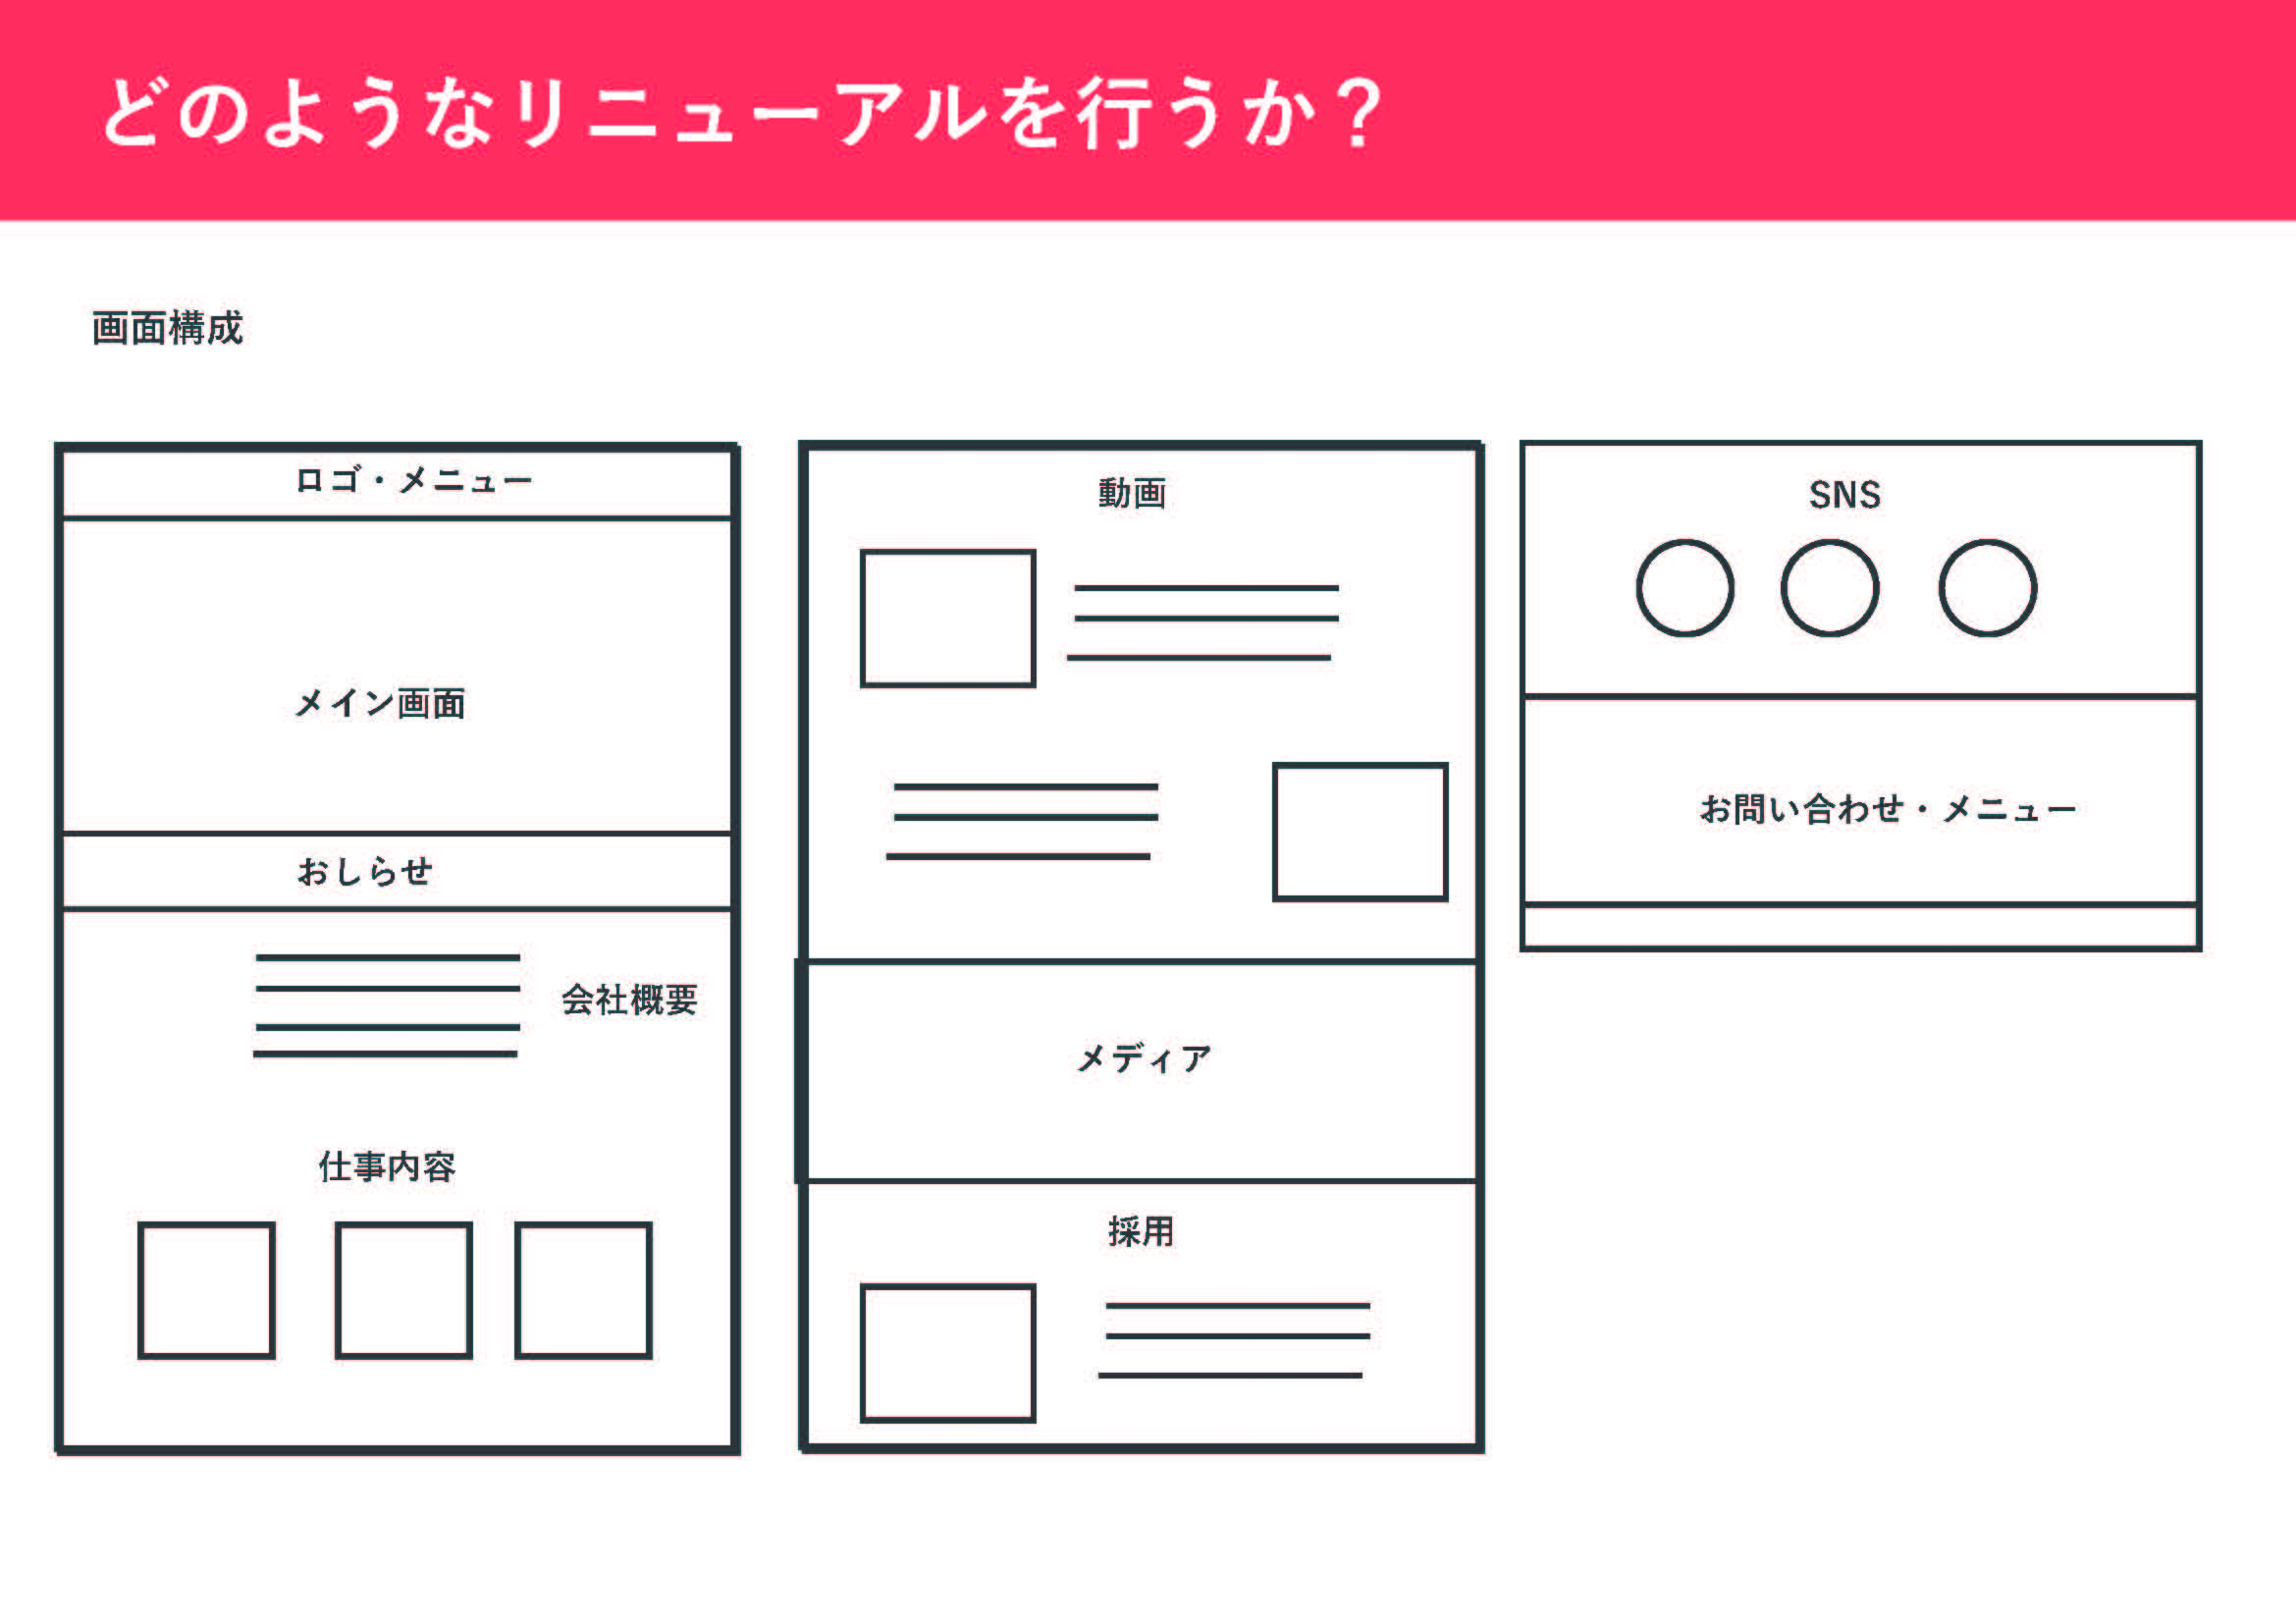 どのようなリニューアルを行うか？
画面構成
ロゴ・メニュー
メイン画面
おしらせ
会社概要
仕事内容
動画
メディア
採用
SNS
お問い合わせ・メニュー